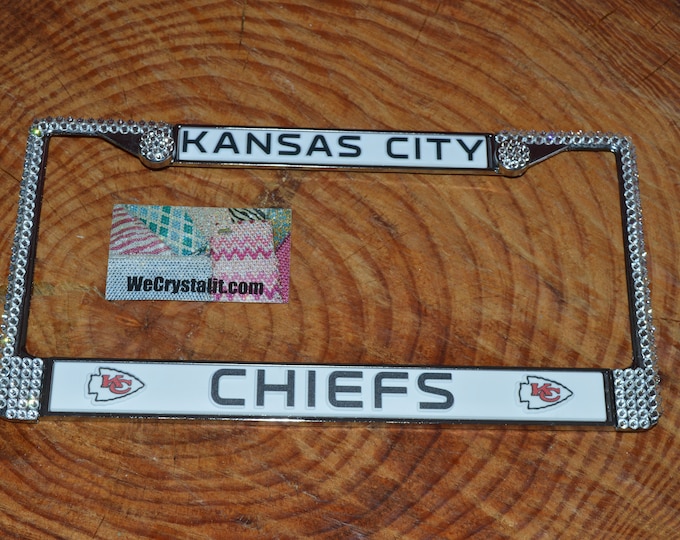 KANSAS CITY
WeCrystalit.com
KC CHIEFS KC